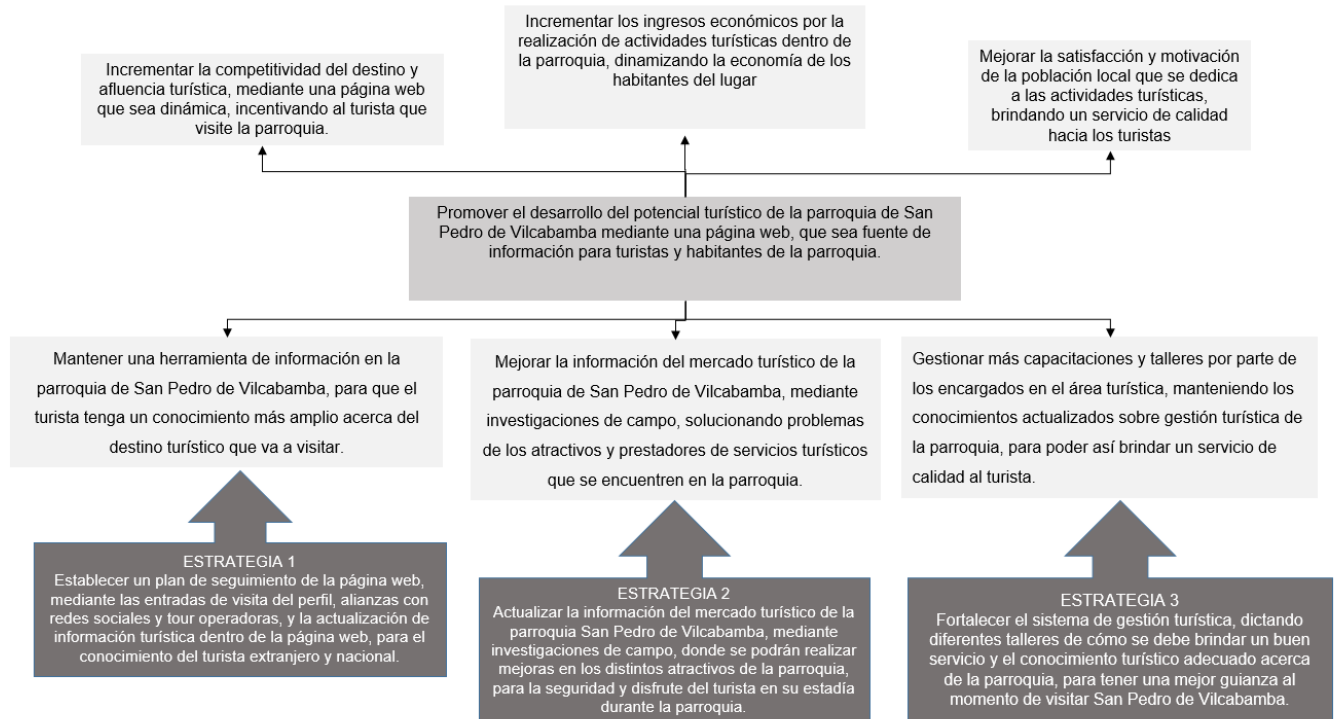 Incrementar la competitividad del destino y
afluencia turística, mediante una página web
que sea dinámica, incentivando al turista que
visite la parroquia.
Incrementar los ingresos económicos por la
realización de actividades turísticas dentro de
la parroquia, dinamizando la economía de los
habitantes del lugar
Mejorar la satisfacción y motivación
de la población local que se dedica
a las actividades turísticas,
brindando un servicio de calidad
hacia los turistas
Promover el desarrollo del potencial turístico de la parroquia de San
Pedro de Vilcabamba mediante una página web, que sea fuente de
información para turistas y habitantes de la parroquia.
Mantener una herramienta de información en la
parroquia de San Pedro de Vilcabamba, para que el
turista tenga un conocimiento más amplio acerca del
destino turístico que va a visitar.
Mejorar la información del mercado turístico de la
parroquia de San Pedro de Vilcabamba, mediante
investigaciones de campo, solucionando problemas
de los atractivos y prestadores de servicios turísticos
que se encuentren en la parroquia.
Gestionar más capacitaciones y talleres por parte de
los encargados en el área turística, manteniendo los
conocimientos actualizados sobre gestión turística de
la parroquia, para poder así brindar un servicio de
calidad al turista.
ESTRATEGIA 1
Establecer un plan de seguimiento de la página web,
mediante las entradas de visita del perfil, alianzas con
redes sociales y tour operadoras, y la actualización de
información turística dentro de la página web, para el
conocimiento del turista extranjero y nacional.
ESTRATEGIA 2
Actualizar la información del mercado turístico de la
parroquia San Pedro de Vilcabamba, mediante
investigaciones de campo, donde se podrán realizar
mejoras en los distintos atractivos de la parroquia,
para la seguridad y disfrute del turista en su estadía
durante la parroquia.
ESTRATEGIA 3
Fortalecer el sistema de gestión turística, dictando
diferentes talleres de cómo se debe brindar un buen
servicio y el conocimiento turístico adecuado acerca
de la parroquia, para tener una mejor guianza al
momento de visitar San Pedro de Vilcabamba.